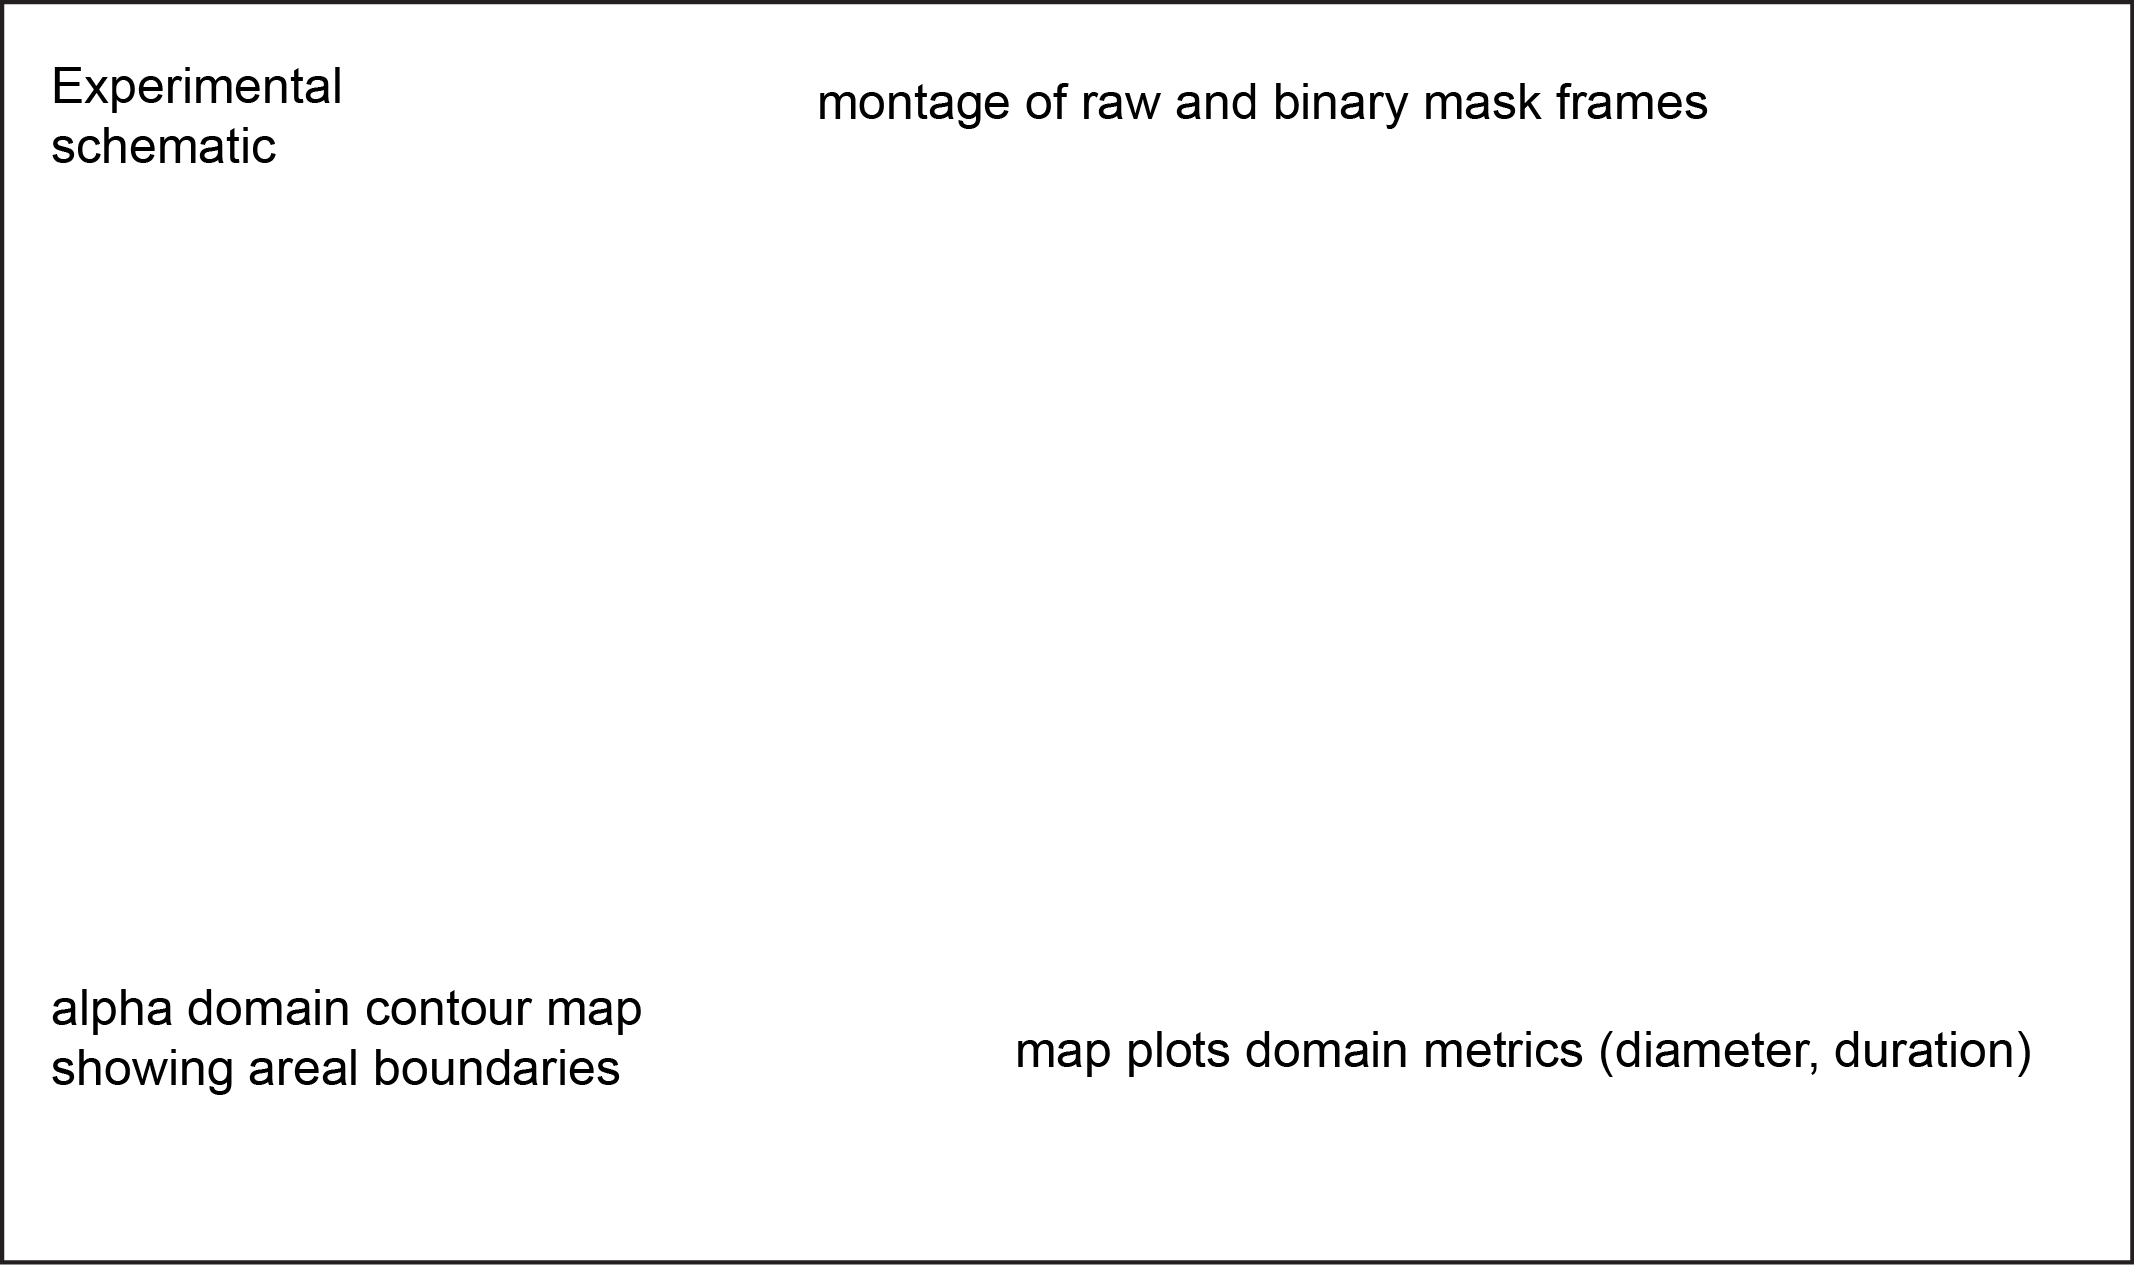 Experimental
schematic
montage of raw and binary mask frames
alpha domain contour map
showing areal boundaries
map plots domain metrics (diameter, duration)